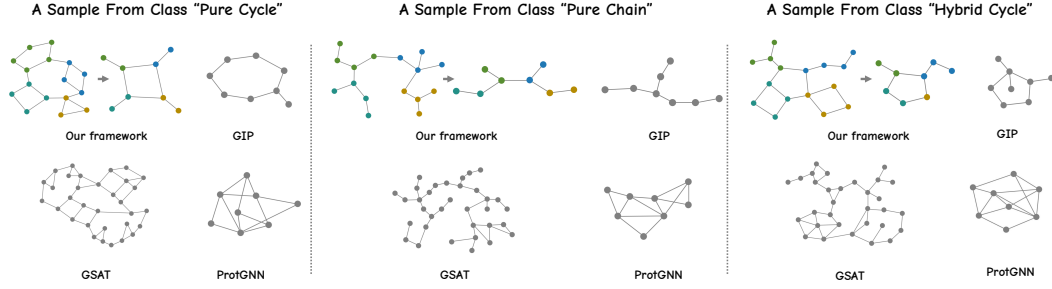 A Sample From Class “Pure Cycle”
Our framework
GIP
GSAT
ProtGNN
A Sample From Class “Pure Chain”
Our framework
GIP
GSAT
ProtGNN
A Sample From Class “Hybrid Cycle”
Our framework
GIP
GSAT
ProtGNN